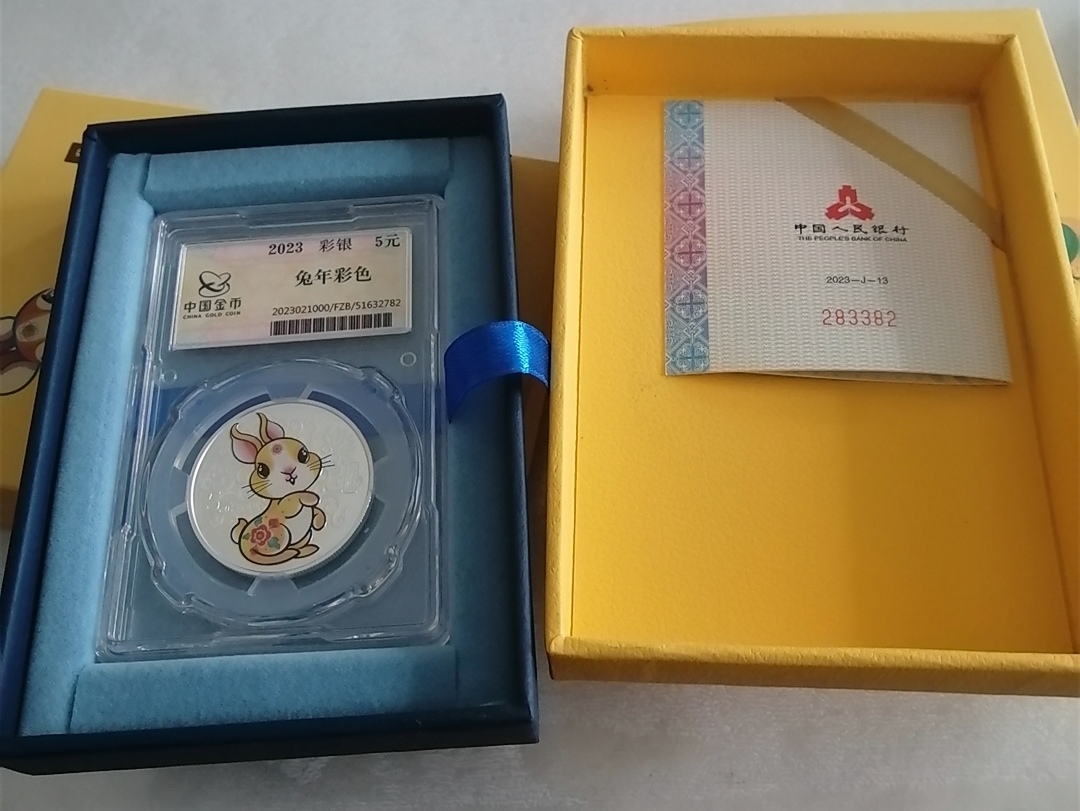 2023 彩银 5元
兔年彩色
中国金币
CHINA GOLD COIN
2023021000/FZB/51632782
中国人民银行
THE PEOPLE'S BANK OF CHINA
2023—J—13
283382